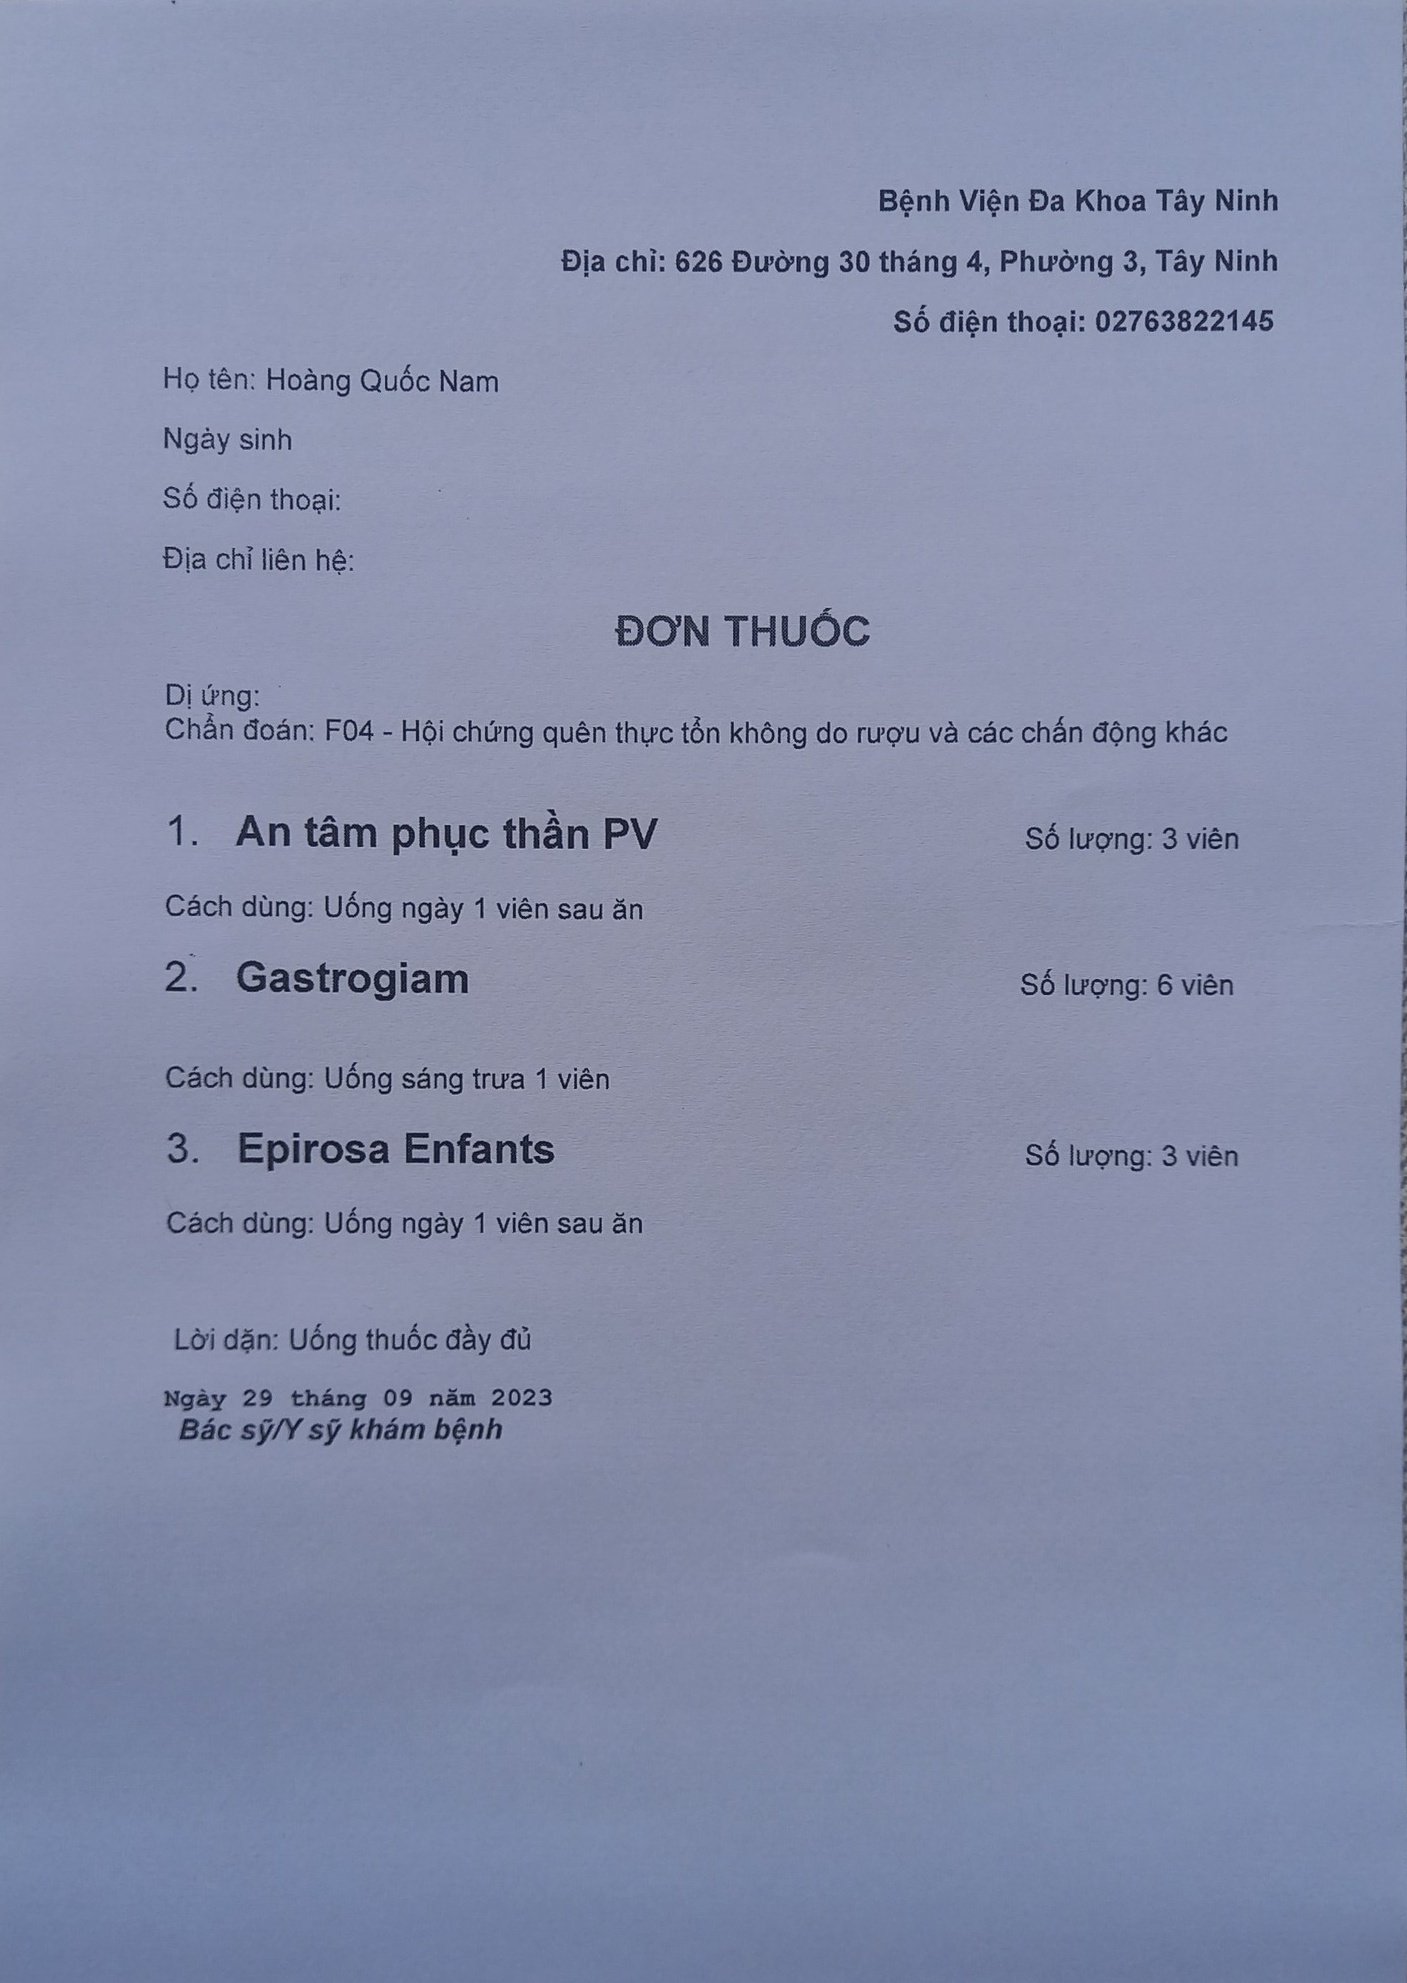 Bệnh Viện Đa Khoa Tây Ninh
Địa chỉ: 626 Đường 30 tháng 4, Phường 3, Tây Ninh
Số điện thoại: 02763822145
Họ tên: Hoàng Quốc Nam
Ngày sinh
Số điện thoại:
Địa chỉ liên hệ:
ĐƠN THUỐC
Dị ứng:
Chẩn đoán: F04 - Hội chứng quên thực tổn không do rượu và các chấn động khác
1. An tâm phục thần PV Số lượng: 3 viên
Cách dùng: Uống ngày 1 viên sau ăn
2. Gastrogiam Số lượng: 6 viên
Cách dùng: Uống sáng trưa 1 viên
3. Epirosa Enfants Số lượng: 3 viên
Cách dùng: Uống ngày 1 viên sau ăn
Lời dặn: Uống thuốc đầy đủ
Ngày 29 tháng 09 năm 2023
Bác sỹ/Y sỹ khám bệnh